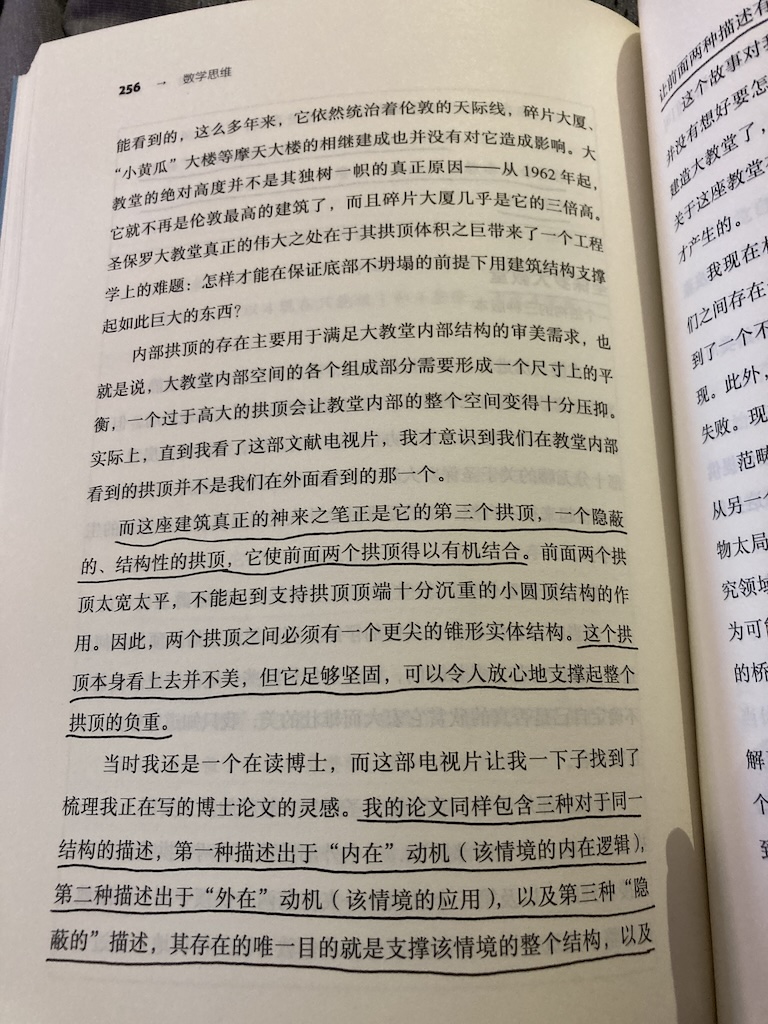 256 → 数学思维
能看到的，这么多年来，它依然统治着伦敦的天际线，碎片大厦、
“小黄瓜”大楼等摩天大楼的相继建成也并没有对它造成影响。大
教堂的绝对高度并不是其独树一帜的真正原因——从 1962 年起，
它就不再是伦敦最高的建筑了，而且碎片大厦几乎是它的三倍高。
圣保罗大教堂真正的伟大之处在于其拱顶体积之巨带来了一个工程
学上的难题：怎样才能在保证底部不坍塌的前提下用建筑结构支撑
起如此巨大的东西？
内部拱顶的存在主要用于满足大教堂内部结构的审美需求，也
就是说，大教堂内部空间的各个组成部分需要形成一个尺寸上的平
衡，一个过于高大的拱顶会让教堂内部的整个空间变得十分压抑。
实际上，直到我看了这部文献电视片，我才意识到我们在教堂内部
看到的拱顶并不是我们在外面看到的那一个。
而这座建筑真正的神来之笔正是它的第三个拱顶，一个隐蔽
的、结构性的拱顶，它使前面两个拱顶得以有机结合。前面两个拱
顶太宽太平，不能起到支持拱顶顶端十分沉重的小圆顶结构的作
用。因此，两个拱顶之间必须有一个更尖的锥形实体结构。这个拱
顶本身看上去并不美，但它足够坚固，可以令人放心地支撑起整个
拱顶的负重。
当时我还是一个在读博士，而这部电视片让我一下子找到了
梳理我正在写的博士论文的灵感。我的论文同样包含三种对于同一
结构的描述，第一种描述出于“内在”动机（该情境的内在逻辑），
第二种描述出于“外在”动机（该情境的应用），以及第三种“隐
蔽的”描述，其存在的唯一目的就是支撑该情境的整个结构，以及
让前面两种描述有
这个故事对我
并没有想好要怎
建造大教堂了，
关于这座教堂
才产生的。
我现在
们之间存在
到了一个不
现。此外，
失败。现
范畴
从另一个
物太局
究领域
为可能
的桥
解
个
到